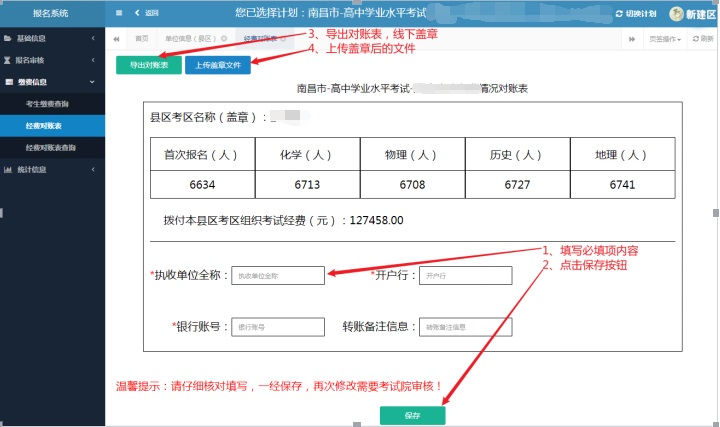 报名系统
返回
您已选择计划：南昌市-高中学业水平考试
切换计划
新建区
基础信息
报名审核
缴费信息
考生缴费查询
经费对账表
经费对账表查询
统计信息
首页
单位信息（县区）
经费对账表
页签操作
刷新
3、导出对账表，线下盖章
4、上传盖章后的文件
导出对账表
上传盖章文件
南昌市-高中学业水平考试-
情况对账表
县区考区名称（盖章）：
首次报名（人） 化学（人） 物理（人） 历史（人） 地理（人）
6634 6713 6708 6727 6741
拨付本县区考区组织考试经费（元）：127458.00
1、填写必填项内容
2、点击保存按钮
*执收单位全称： 执收单位全称 *开户行： 开户行
*银行账号： 银行账号 转账备注信息： 转账备注信息
温馨提示：请仔细核对填写，一经保存，再次修改需要考试院审核！
保存